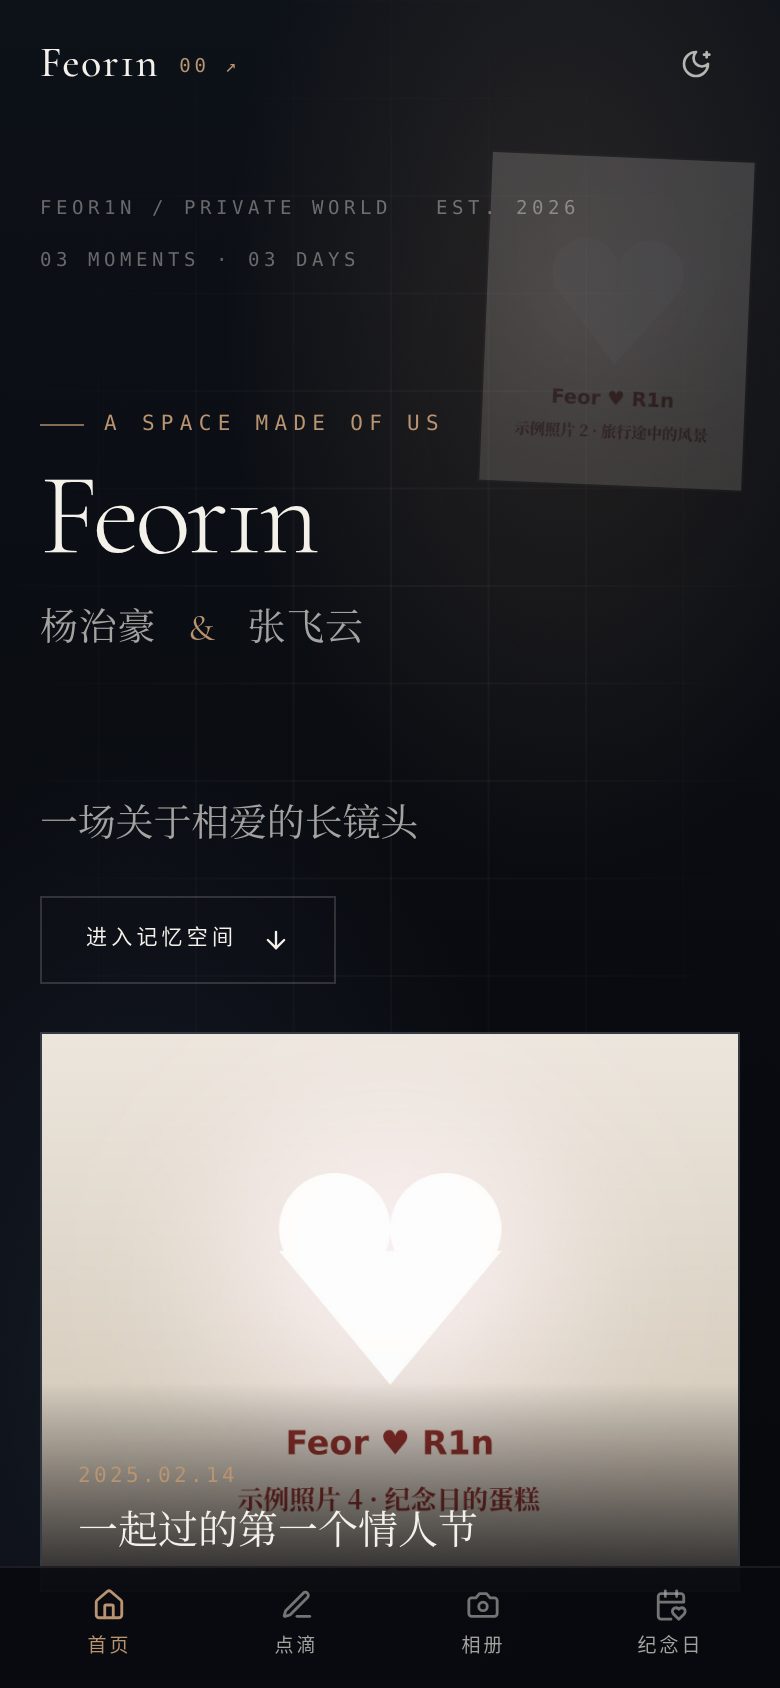 Feor1n 00 ↗
FEOR1N / PRIVATE WORLD EST. 2026
03 MOMENTS · 03 DAYS
Feor ♥ R1n
示例照片 2 · 旅行途中的风景
A SPACE MADE OF US
Feor1n
杨治豪 & 张飞云
一场关于相爱的长镜头
进入记忆空间 ↓
Feor ♥ R1n
2025.02.14
示例照片 4 · 纪念日的蛋糕
一起过的第一个情人节
首页 点滴 相册 纪念日